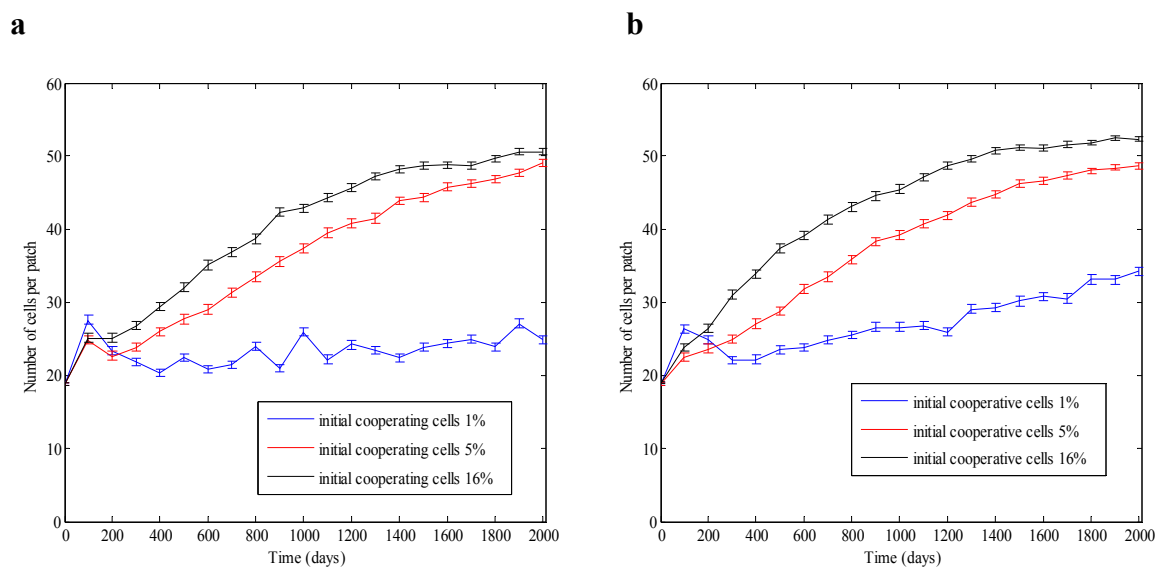 a
60
50
40
30
20
10
0
Number of cells per patch
initial cooperating cells 1%
initial cooperating cells 5%
initial cooperating cells 16%
0 200 400 600 800 1000 1200 1400 1600 1800 2000
Time (days)
b
60
50
40
30
20
10
0
Number of cells per patch
initial cooperative cells 1%
initial cooperative cells 5%
initial cooperative cells 16%
0 200 400 600 800 1000 1200 1400 1600 1800 2000
Time (days)